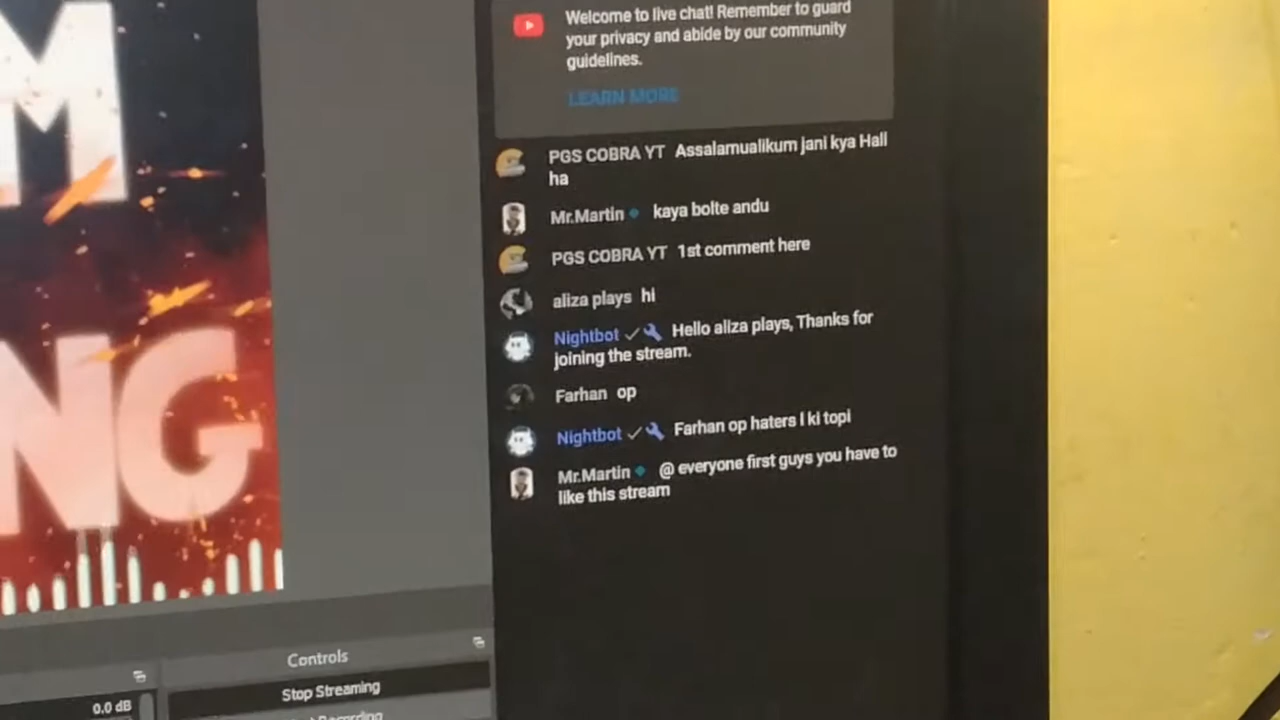 M
NG
Welcome to live chat! Remember to guard
your privacy and abide by our community
guidelines.
LEARN MORE
PGS COBRA YT Assalamualikum jani kya Hall
ha
Mr.Martin kaya bolte andu
PGS COBRA YT 1st comment here
aliza plays hi
Nightbot Hello aliza plays, Thanks for
joining the stream.
Farhan op
Nightbot Farhan op haters l ki topi
Mr.Martin @ everyone first guys you have to
like this stream
Controls
Stop Streaming
Recording
0.0 dB